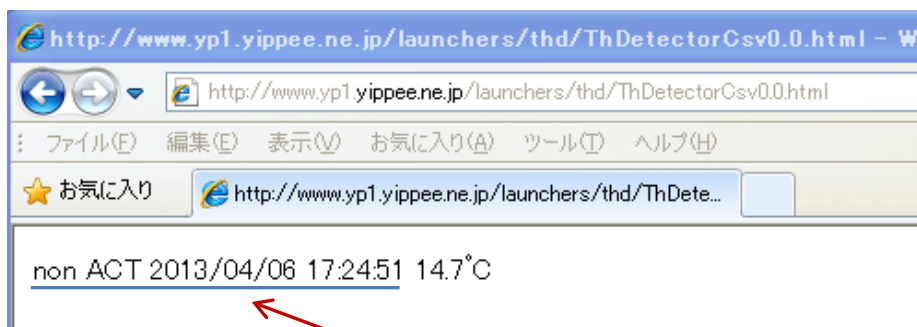 http://www.yp1.yippee.ne.jp/launchers/thd/ThDetectorCsv0.0.html - W
http://www.yp1.yippee.ne.jp/launchers/thd/ThDetectorCsv0.0.html
ファイル(F) 編集(E) 表示(V) お気に入り(A) ツール(T) ヘルプ(H)
お気に入り http://www.yp1.yippee.ne.jp/launchers/thd/ThDete...
non ACT 2013/04/06 17:24:51 14.7°C